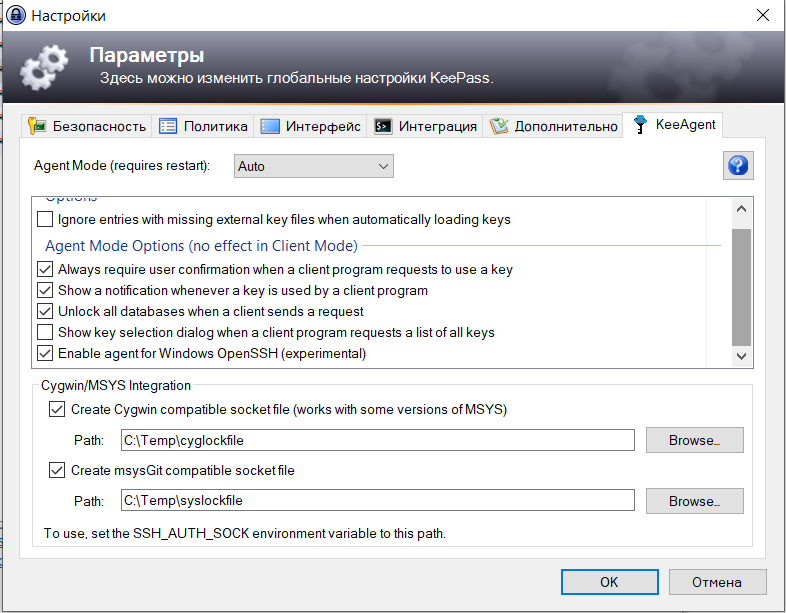 Настройки
Параметры
Здесь можно изменить глобальные настройки KeePass.
Безопасность Политика Интерфейс Интеграция Дополнительно KeeAgent
Agent Mode (requires restart): Auto
Options
Ignore entries with missing external key files when automatically loading keys
Agent Mode Options (no effect in Client Mode)
Always require user confirmation when a client program requests to use a key
Show a notification whenever a key is used by a client program
Unlock all databases when a client sends a request
Show key selection dialog when a client program requests a list of all keys
Enable agent for Windows OpenSSH (experimental)
Cygwin/MSYS Integration
Create Cygwin compatible socket file (works with some versions of MSYS)
Path: C:\Temp\cyglockfile Browse...
Create msysGit compatible socket file
Path: C:\Temp\syslockfile Browse...
To use, set the SSH_AUTH_SOCK environment variable to this path.
OK Отмена